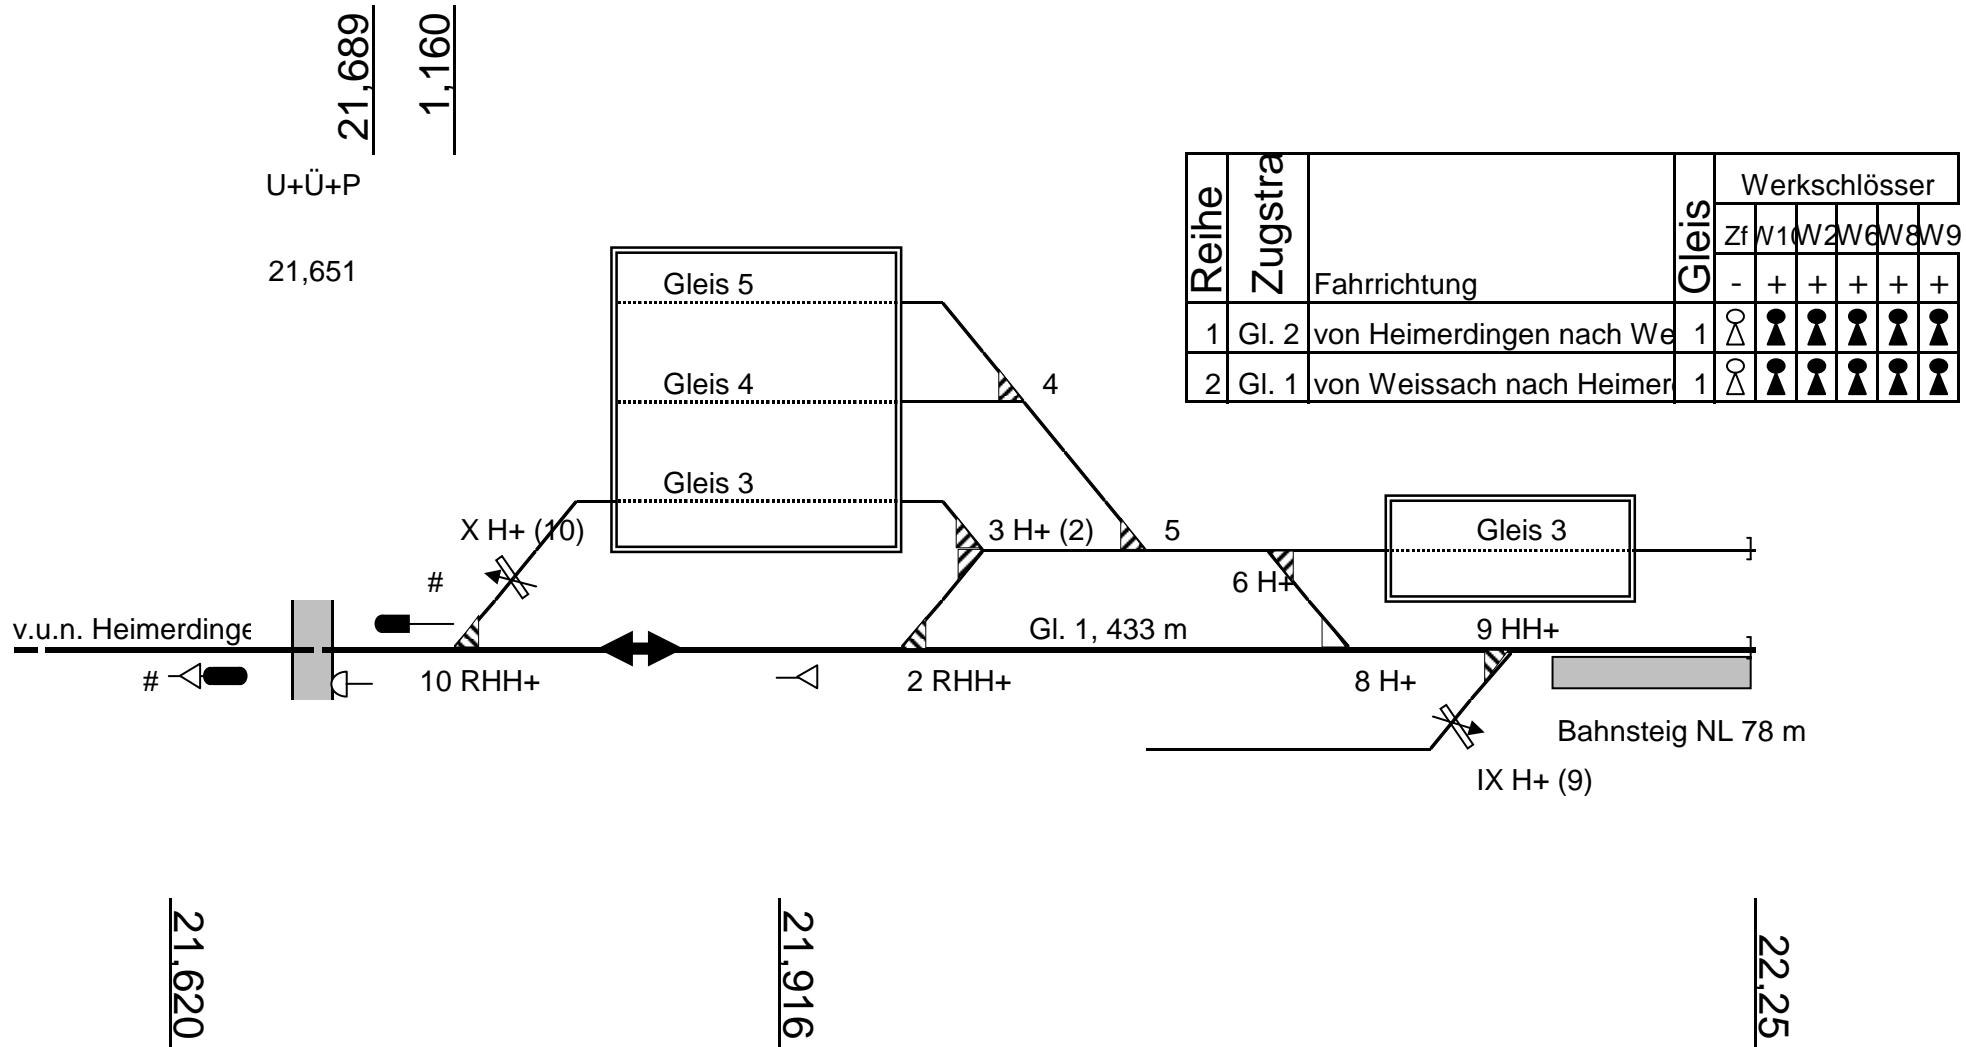 21,689
1,160
U+Ü+P
21,651
Reihe
Zugstra
Fahrrichtung
Gleis
Werkschlösser
Zf W10 W2 W6 W8 W9
- + + + + +
1 Gl. 2 von Heimerdingen nach We 1
2 Gl. 1 von Weissach nach Heimer 1
Gleis 5
Gleis 4
4
Gleis 3
X H+ (10)
3 H+ (2)
5
Gleis 3
#
6 H+
v.u.n. Heimerdinge
Gl. 1, 433 m
9 HH+
#
10 RHH+
2 RHH+
8 H+
Bahnsteig NL 78 m
IX H+ (9)
21,620
21,916
22,25